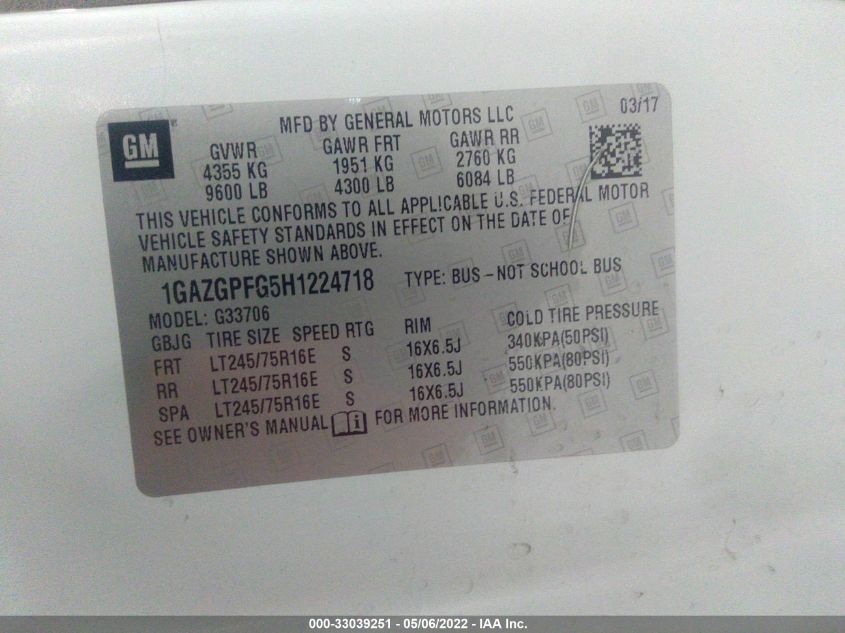 GM
MFD BY GENERAL MOTORS LLC 03/17
GVWR GAWR FRT GAWR RR
4355 KG 1951 KG 2760 KG
9600 LB 4300 LB 6084 LB
THIS VEHICLE CONFORMS TO ALL APPLICABLE U.S. FEDERAL MOTOR
VEHICLE SAFETY STANDARDS IN EFFECT ON THE DATE OF
MANUFACTURE SHOWN ABOVE.
1GAZGPFG5H1224718 TYPE: BUS – NOT SCHOOL BUS
MODEL: G33706
GBJG TIRE SIZE SPEED RTG RIM COLD TIRE PRESSURE
FRT LT245/75R16E S 16X6.5J 340KPA(50PSI)
RR LT245/75R16E S 16X6.5J 550KPA(80PSI)
SPA LT245/75R16E S 16X6.5J 550KPA(80PSI)
SEE OWNER'S MANUAL i FOR MORE INFORMATION.
000-33039251 - 05/06/2022 - IAA Inc.